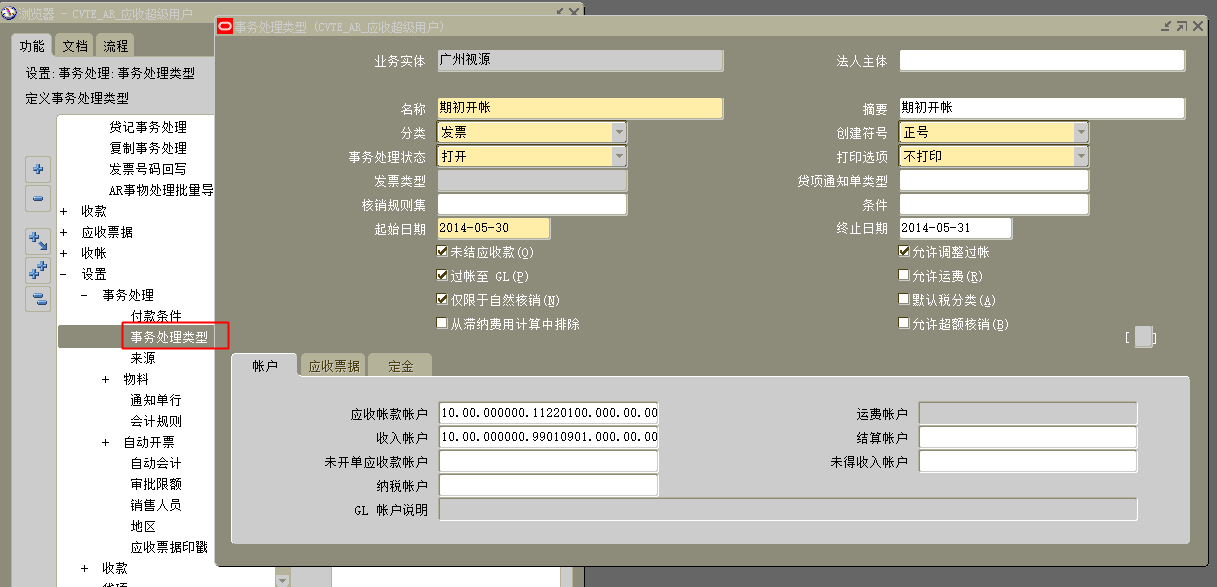 浏览器 - CVTE_AR_应收超级用户
功能 文档 流程
设置:事务处理:事务处理类型
定义事务处理类型
贷记事务处理
复制事务处理
发票号码回写
AR事物处理批量导
+ 收款
+ 应收票据
+ 收帐
- 设置
- 事务处理
付款条件
事务处理类型
来源
+ 物料
通知单行
会计规则
+ 自动开票
自动会计
审批限额
销售人员
地区
应收票据印戳
+ 收款
事务处理类型 (CVTE_AR_应收超级用户)
业务实体 广州视源 法人主体
名称 期初开帐 摘要 期初开帐
分类 发票 创建符号 正号
事务处理状态 打开 打印选项 不打印
发票类型 贷项通知单类型
核销规则集 条件
起始日期 2014-05-30 终止日期 2014-05-31
未结应收款(O) 允许调整过帐
过帐至 GL(P) 允许运费(R)
仅限于自然核销(N) 默认税分类(A)
从滞纳费用计算中排除 允许超额核销(B)
[ ]
帐户 应收票据 定金
应收帐款帐户 10.00.000000.11220100.000.00.00 运费帐户
收入帐户 10.00.000000.99010901.000.00.00 结算帐户
未开单应收款帐户 未得收入帐户
纳税帐户
GL 帐户说明